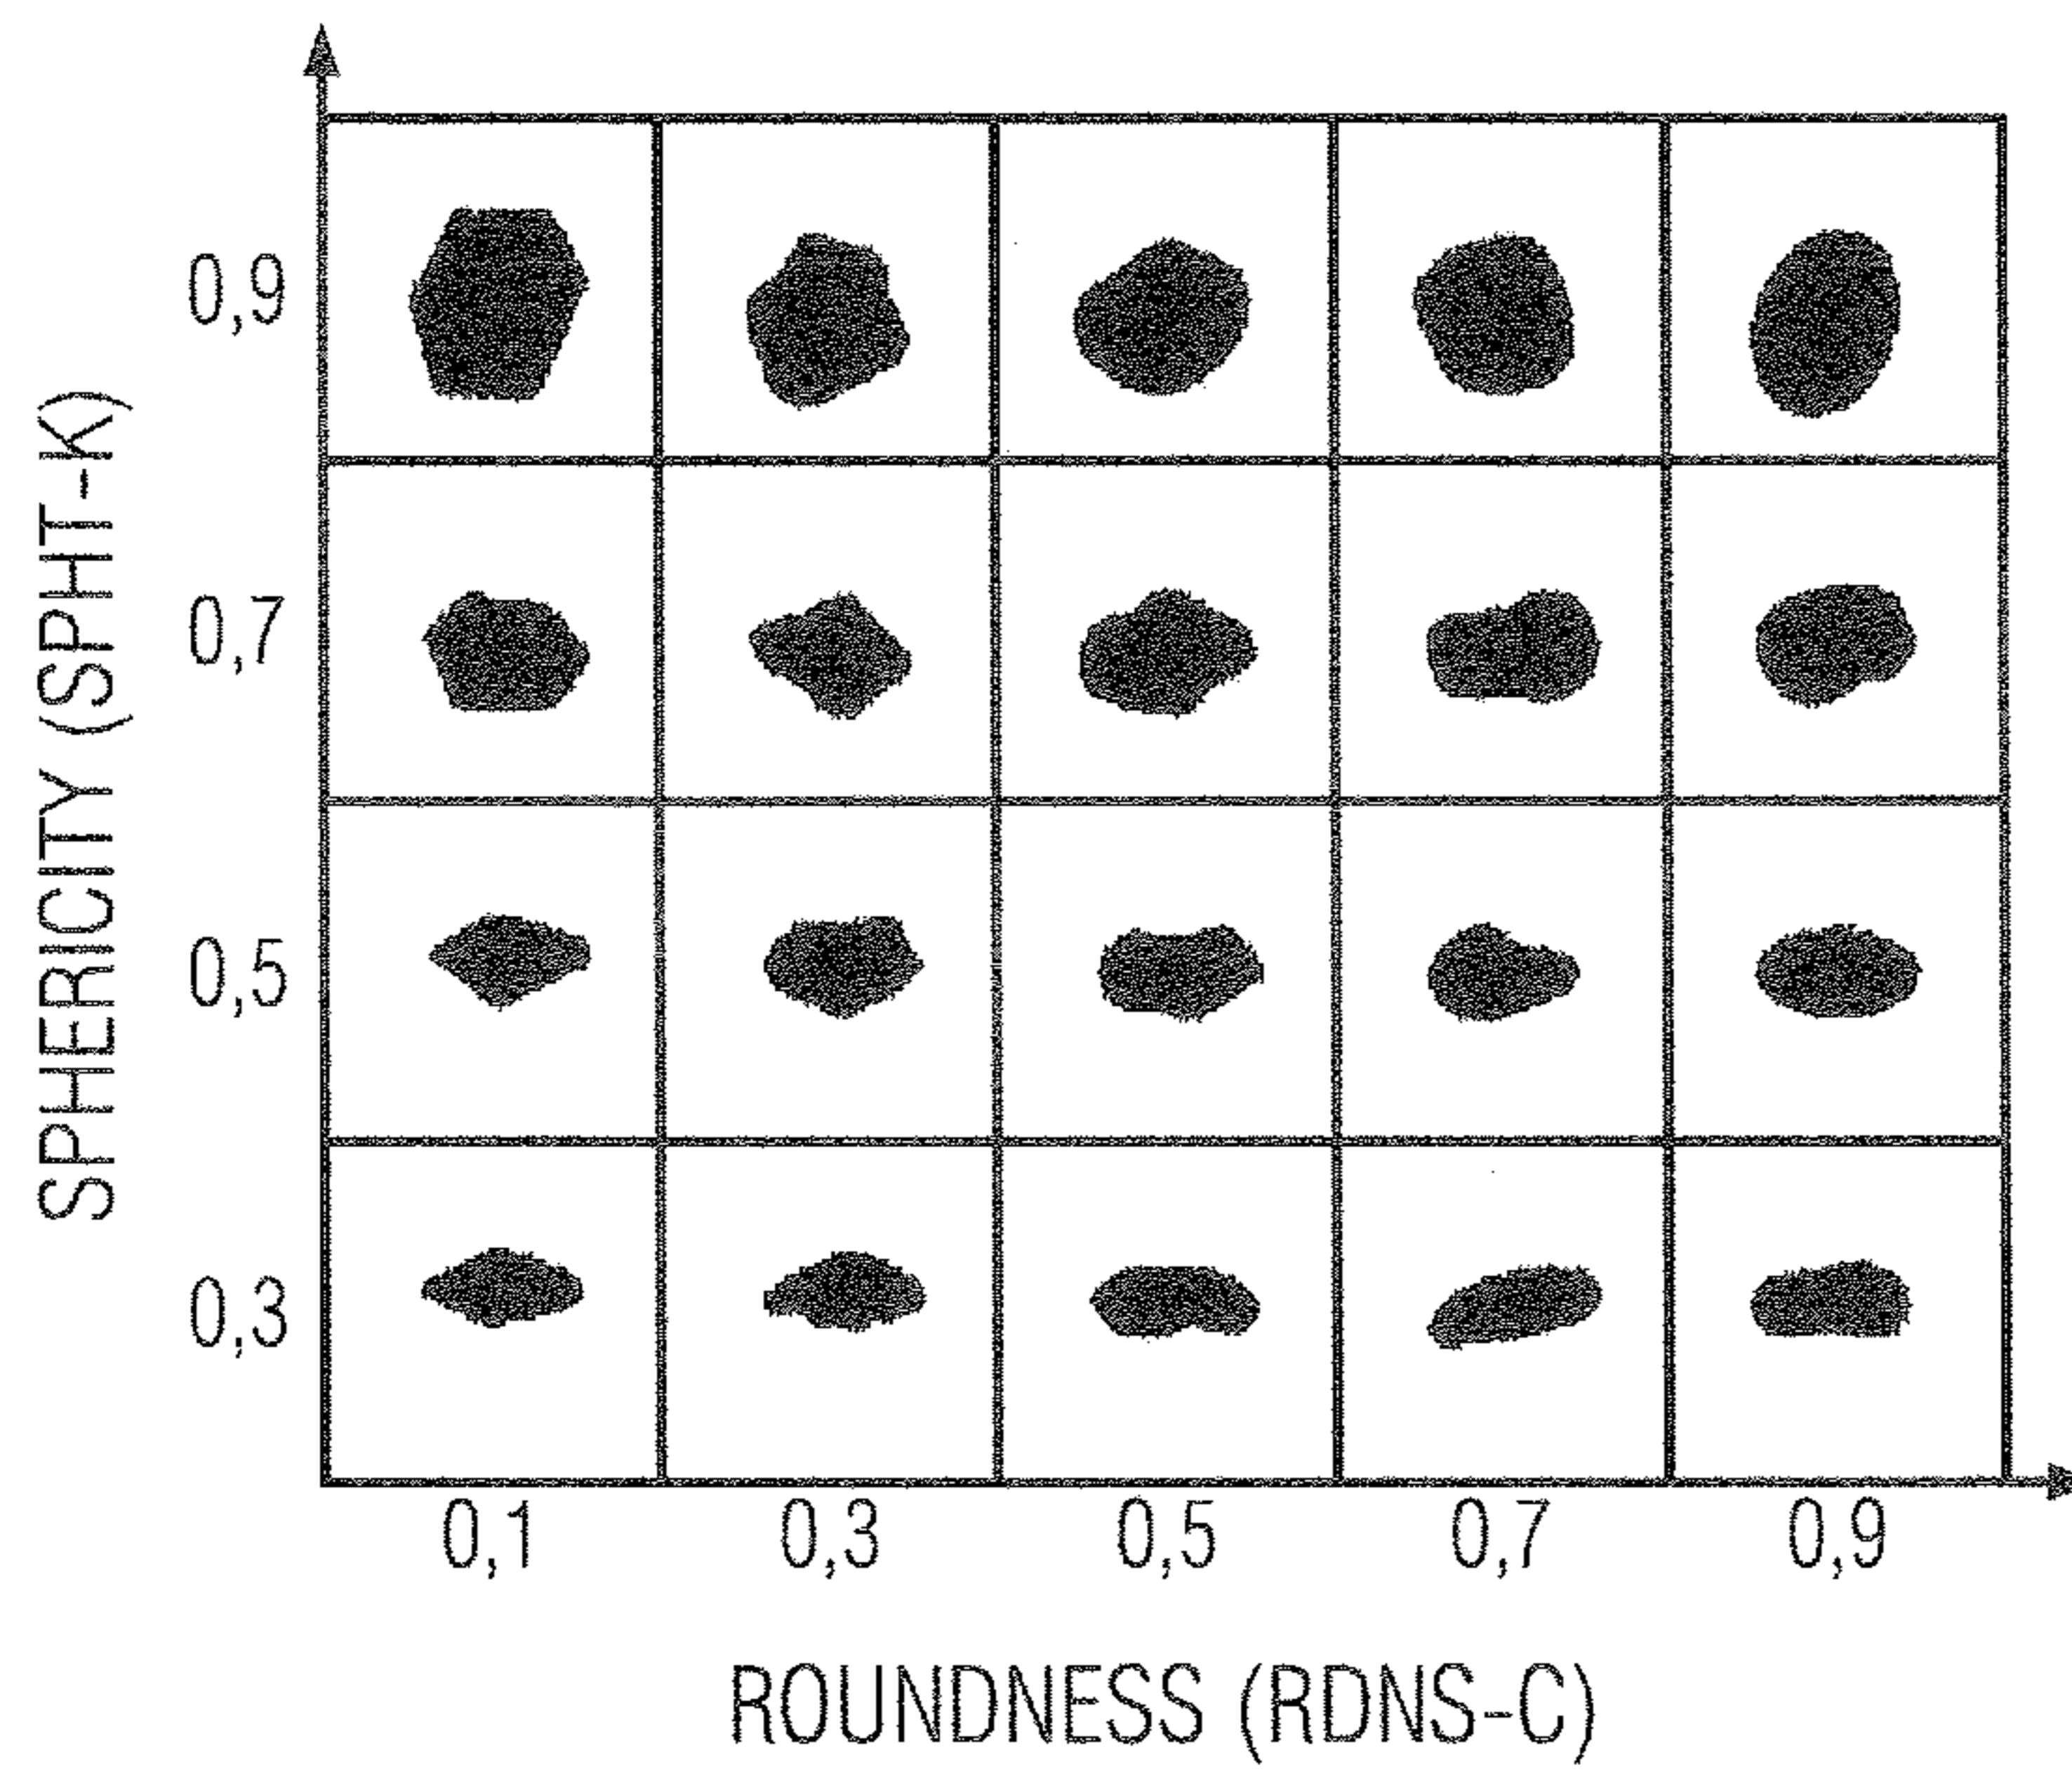 SPHERICITY (SPHT-K)
0,9
0,7
0,5
0,3
0,1 0,3 0,5 0,7 0,9
ROUNDNESS (RDNS-C)